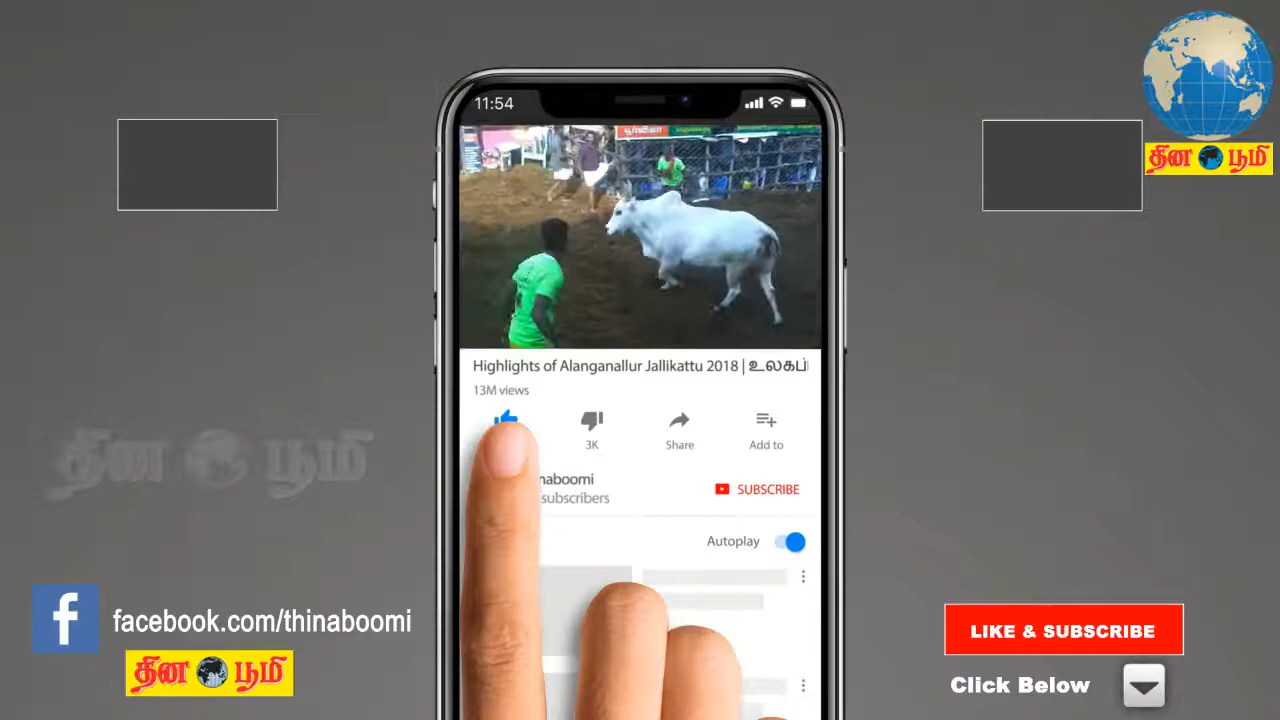 11:54
Highlights of Alanganallur Jallikattu 2018 | உலகப்
13M views
3K
Share
Add to
naboomi
subscribers
SUBSCRIBE
Autoplay
தின பூமி
தின பூமி
facebook.com/thinaboomi
தின பூமி
LIKE & SUBSCRIBE
Click Below